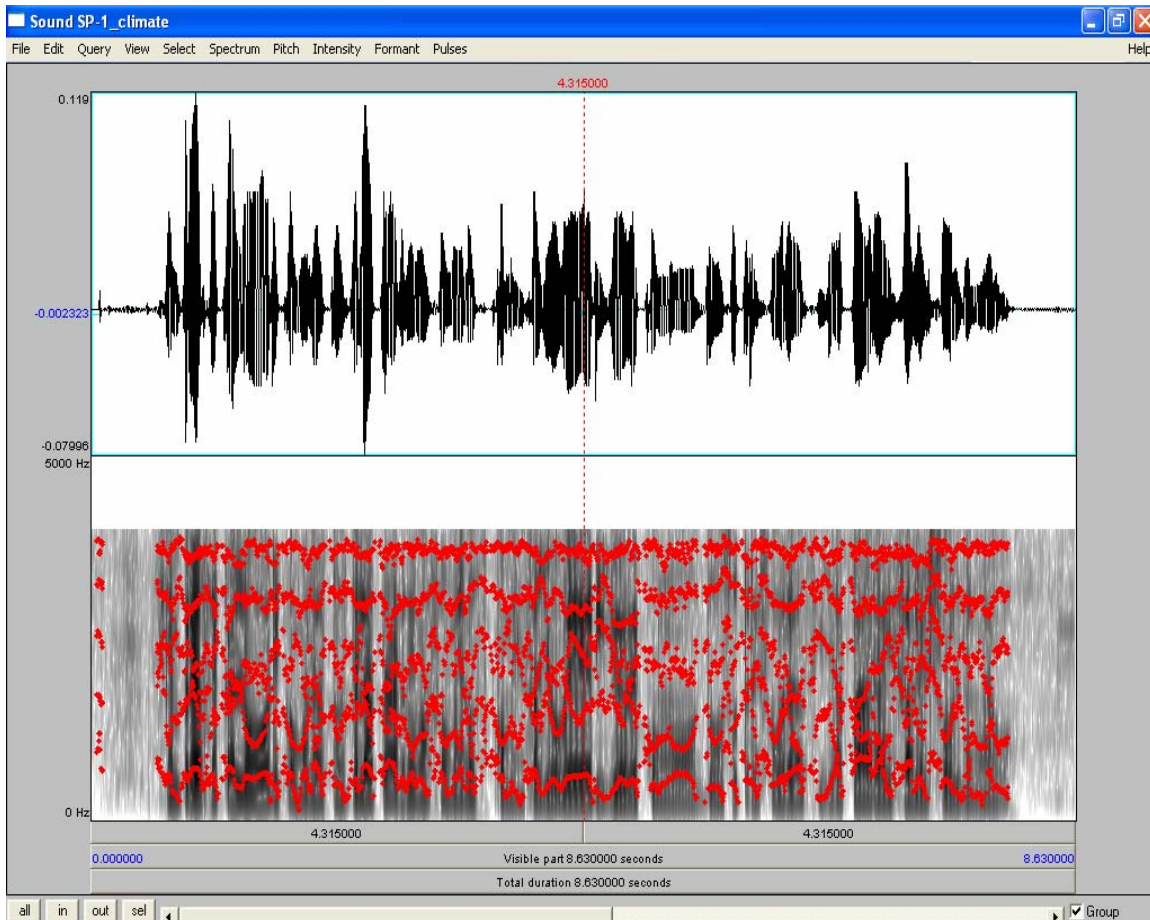 Sound SP-1_climate
File Edit Query View Select Spectrum Pitch Intensity Formant Pulses Help
4.315000
0.119
-0.002323
-0.07996
5000 Hz
0 Hz
4.315000 4.315000
0.000000 Visible part 8.630000 seconds 8.630000
Total duration 8.630000 seconds
all in out sel Group